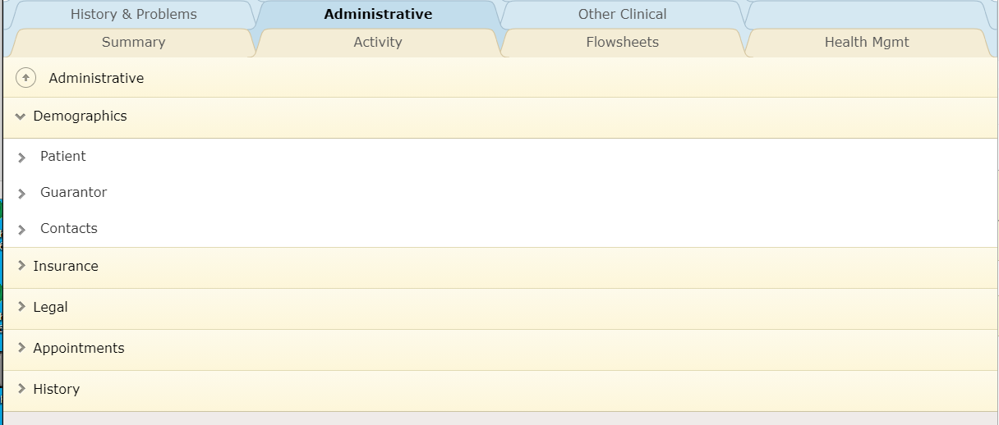 History & Problems Administrative Other Clinical
Summary Activity Flowsheets Health Mgmt
Administrative
Demographics
Patient
Guarantor
Contacts
Insurance
Legal
Appointments
History